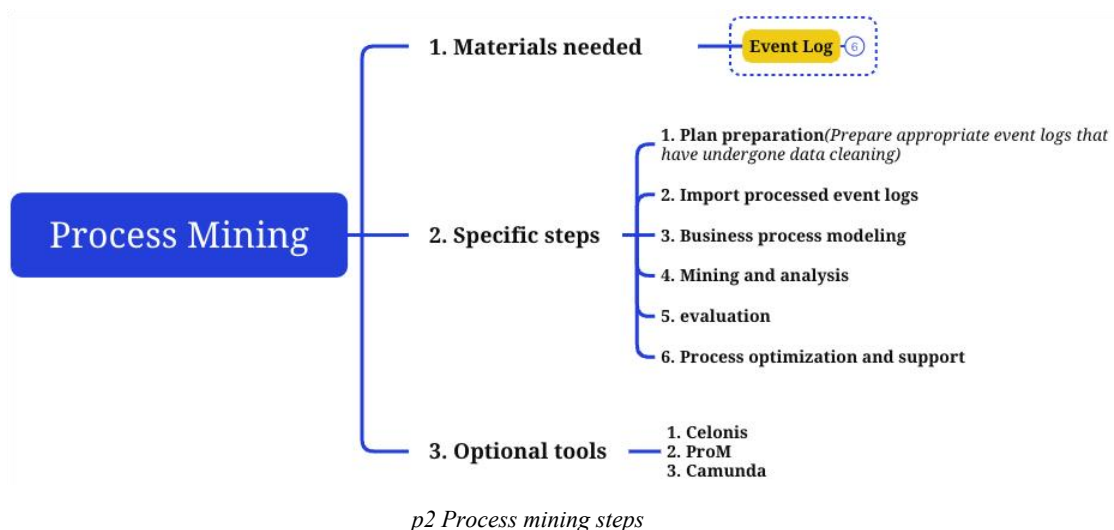 1. Materials needed
Event Log
6
1. Plan preparation(Prepare appropriate event logs that
have undergone data cleaning)
2. Import processed event logs
Process Mining
2. Specific steps
3. Business process modeling
4. Mining and analysis
5. evaluation
6. Process optimization and support
3. Optional tools
1. Celonis
2. ProM
3. Camunda
p2 Process mining steps